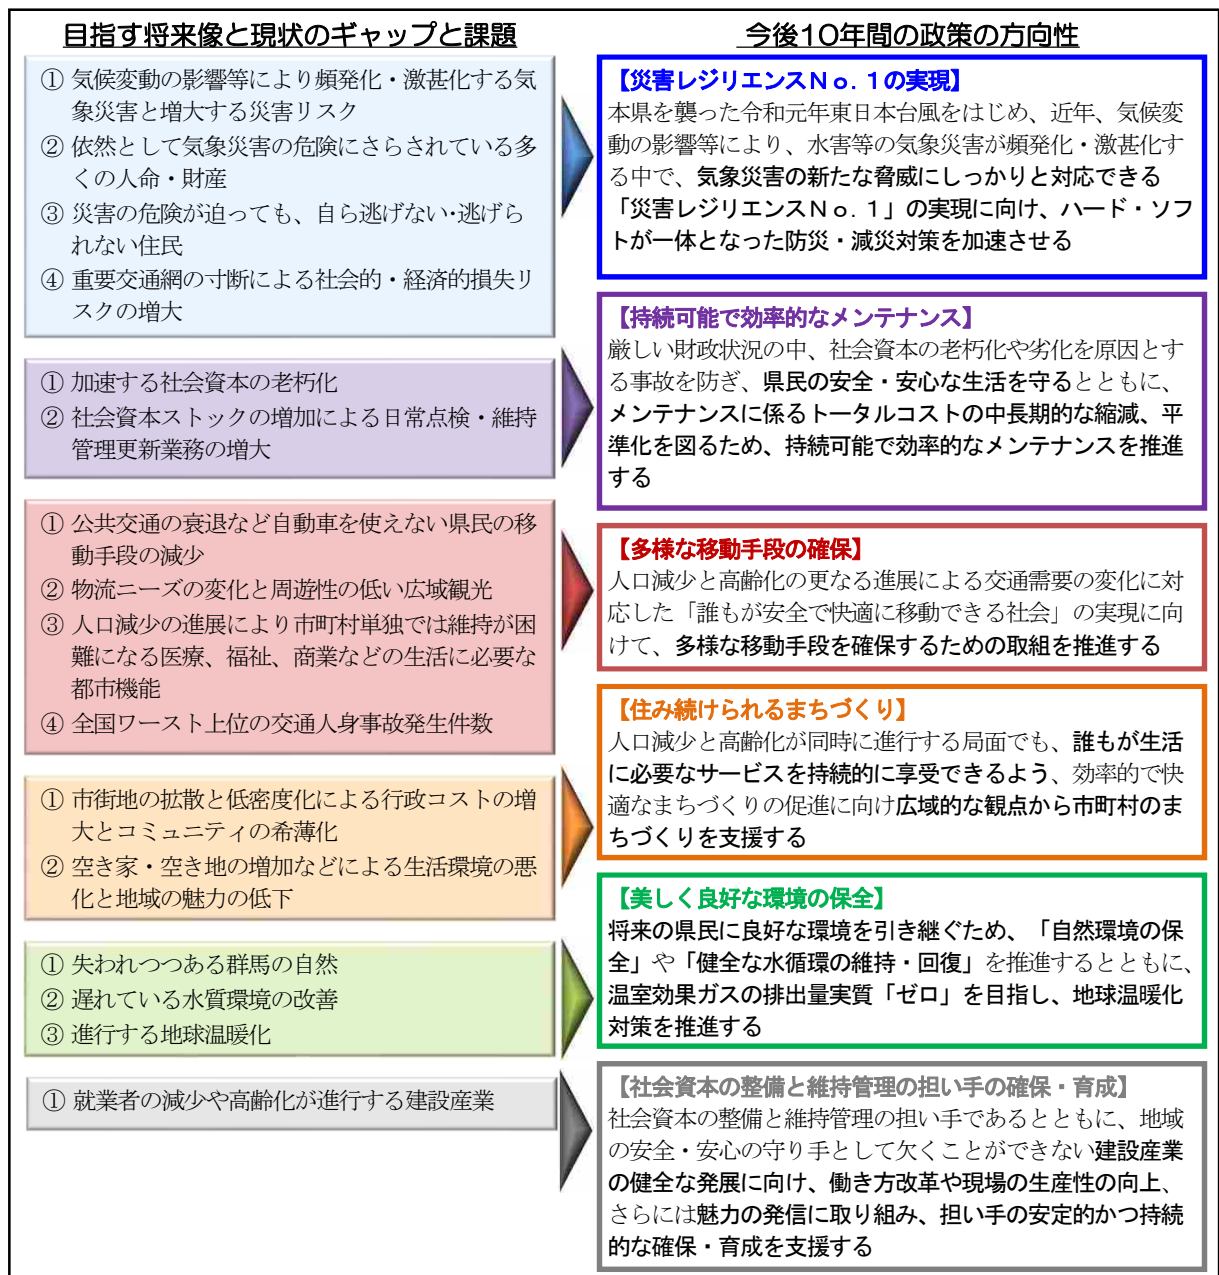 目指す将来像と現状のギャップと課題
① 気候変動の影響等により頻発化・激甚化する気
象災害と増大する災害リスク
② 依然として気象災害の危険にさらされている多
くの人命・財産
③ 災害の危険が迫っても、自ら逃げない・逃げら
れない住民
④ 重要交通網の寸断による社会的・経済的損失リ
スクの増大
① 加速する社会資本の老朽化
② 社会資本ストックの増加による日常点検・維持
管理更新業務の増大
① 公共交通の衰退など自動車を使えない県民の移
動手段の減少
② 物流ニーズの変化と周遊性の低い広域観光
③ 人口減少の進展により市町村単独では維持が困
難になる医療、福祉、商業などの生活に必要な
都市機能
④ 全国ワースト上位の交通人身事故発生件数
① 市街地の拡散と低密度化による行政コストの増
大とコミュニティの希薄化
② 空き家・空き地の増加などによる生活環境の悪
化と地域の魅力の低下
① 失われつつある群馬の自然
② 遅れている水質環境の改善
③ 進行する地球温暖化
① 就業者の減少や高齢化が進行する建設産業
今後10年間の政策の方向性
【災害レジリエンスNo.1の実現】
本県を襲った令和元年東日本台風をはじめ、近年、気候変
動の影響等により、水害等の気象災害が頻発化・激甚化す
る中で、気象災害の新たな脅威にしっかりと対応できる
「災害レジリエンスNo.1」の実現に向け、ハード・ソフ
トが一体となった防災・減災対策を加速させる
【持続可能で効率的なメンテナンス】
厳しい財政状況の中、社会資本の老朽化や劣化を原因とす
る事故を防ぎ、県民の安全・安心な生活を守るとともに、
メンテナンスに係るトータルコストの中長期的な縮減、平
準化を図るため、持続可能で効率的なメンテナンスを推進
する
【多様な移動手段の確保】
人口減少と高齢化の更なる進展による交通需要の変化に対
応した「誰もが安全で快適に移動できる社会」の実現に向
けて、多様な移動手段を確保するための取組を推進する
【住み続けられるまちづくり】
人口減少と高齢化が同時に進行する局面でも、誰もが生活
に必要なサービスを持続的に享受できるよう、効率的で快
適なまちづくりの促進に向け広域的な観点から市町村のま
ちづくりを支援する
【美しく良好な環境の保全】
将来の県民に良好な環境を引き継ぐため、「自然環境の保
全」や「健全な水循環の維持・回復」を推進するとともに、
温室効果ガスの排出量実質「ゼロ」を目指し、地球温暖化
対策を推進する
【社会資本の整備と維持管理の担い手の確保・育成】
社会資本の整備と維持管理の担い手であるとともに、地域
の安全・安心の守り手として欠くことができない建設産業
の健全な発展に向け、働き方改革や現場の生産性の向上、
さらには魅力の発信に取り組み、担い手の安定的かつ持続
的な確保・育成を支援する